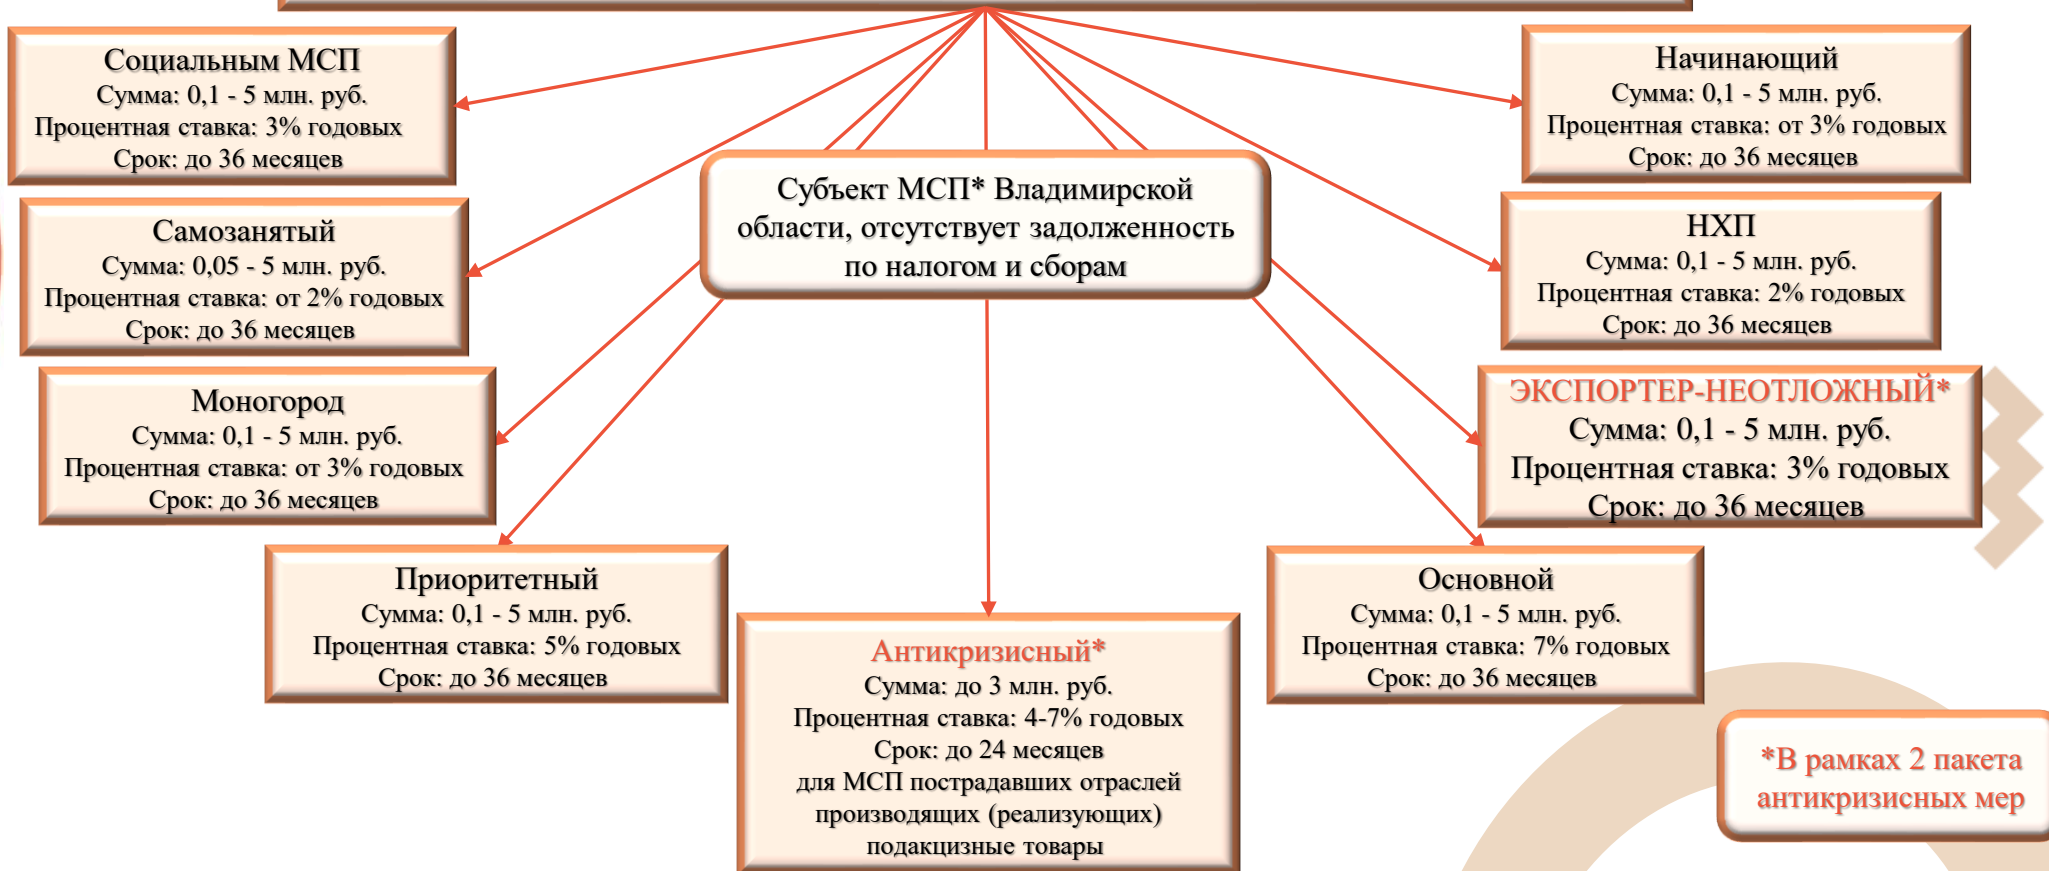 Социальным МСП
Сумма: 0,1 - 5 млн. руб.
Процентная ставка: 3% годовых
Срок: до 36 месяцев
Начинающий
Сумма: 0,1 - 5 млн. руб.
Процентная ставка: от 3% годовых
Срок: до 36 месяцев
Субъект МСП* Владимирской
области, отсутствует задолженность
по налогом и сборам
Самозанятый
Сумма: 0,05 - 5 млн. руб.
Процентная ставка: от 2% годовых
Срок: до 36 месяцев
НХП
Сумма: 0,1 - 5 млн. руб.
Процентная ставка: 2% годовых
Срок: до 36 месяцев
Моногород
Сумма: 0,1 - 5 млн. руб.
Процентная ставка: от 3% годовых
Срок: до 36 месяцев
ЭКСПОРТЕР-НЕОТЛОЖНЫЙ*
Сумма: 0,1 - 5 млн. руб.
Процентная ставка: 3% годовых
Срок: до 36 месяцев
Приоритетный
Сумма: 0,1 - 5 млн. руб.
Процентная ставка: 5% годовых
Срок: до 36 месяцев
Антикризисный*
Сумма: до 3 млн. руб.
Процентная ставка: 4-7% годовых
Срок: до 24 месяцев
для МСП пострадавших отраслей
производящих (реализующих)
подакцизные товары
Основной
Сумма: 0,1 - 5 млн. руб.
Процентная ставка: 7% годовых
Срок: до 36 месяцев
*В рамках 2 пакета
антикризисных мер